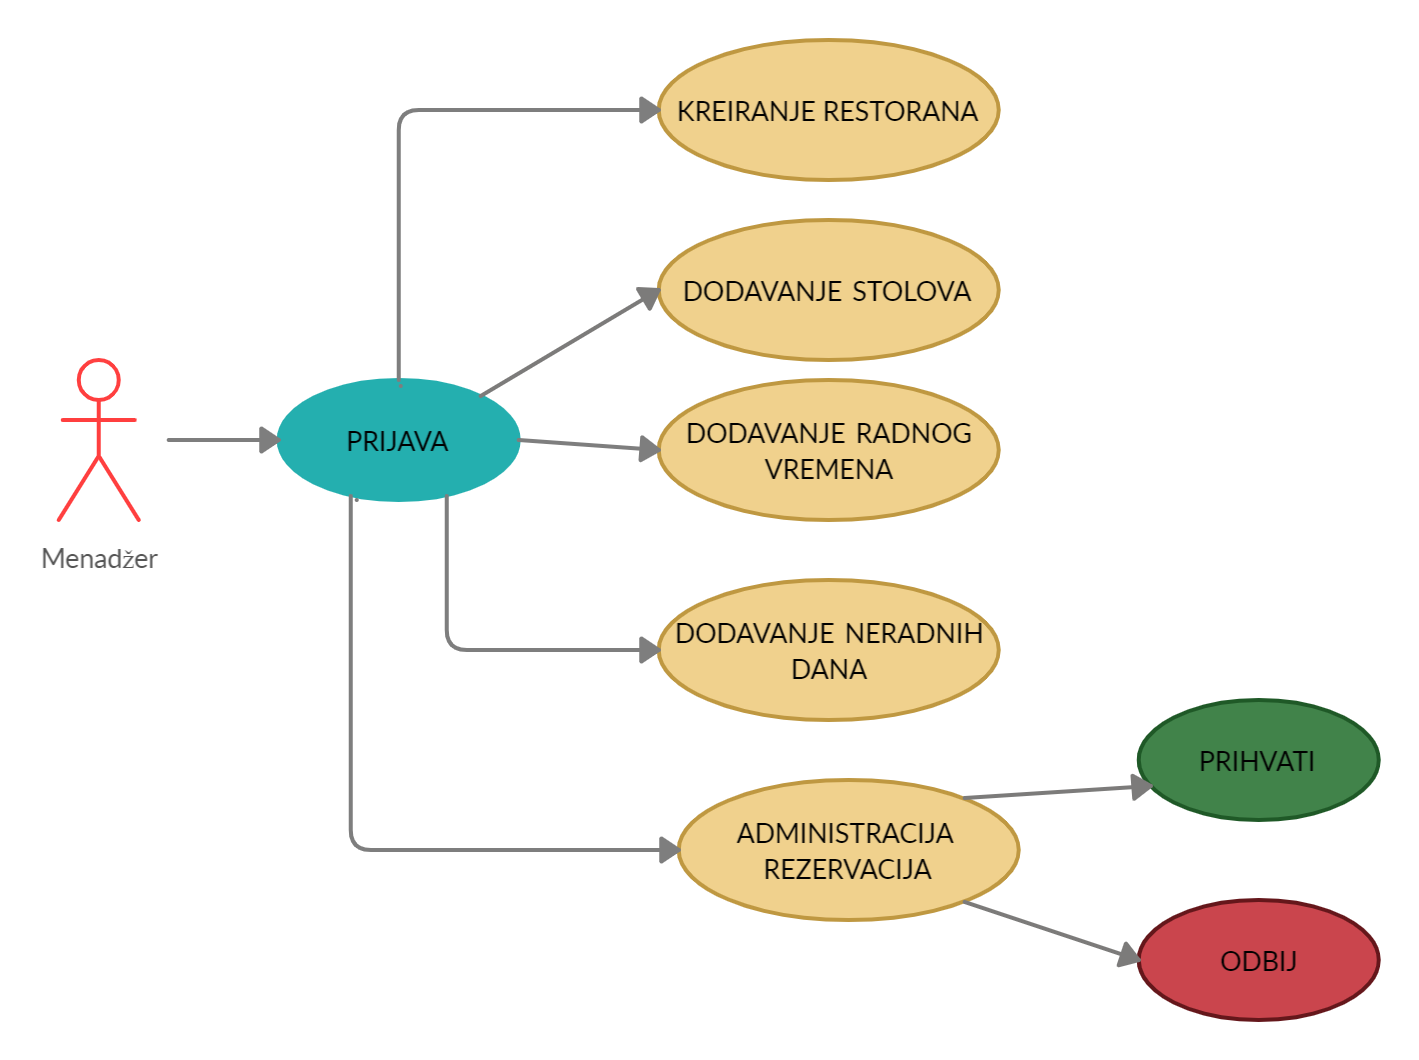 KREIRANJE RESTORANA
DODAVANJE STOLOVA
DODAVANJE RADNOG
VREMENA
PRIJAVA
Menadžer
DODAVANJE NERADNIH
DANA
ADMINISTRACIJA
REZERVACIJA
PRIHVATI
ODBIJ